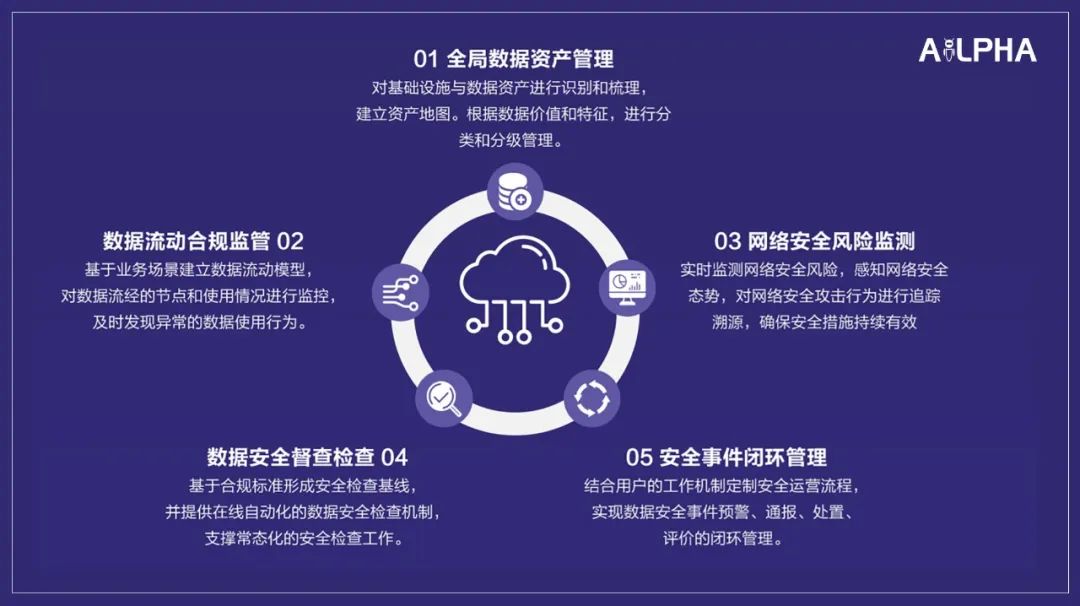 AiLPHA
01 全局数据资产管理
对基础设施与数据资产进行识别和梳理，
建立资产地图。根据数据价值和特征，进行分
类和分级管理。
数据流动合规监管 02
基于业务场景建立数据流动模型，
对数据流经的节点和使用情况进行监控，
及时发现异常的数据使用行为。
03 网络安全风险监测
实时监测网络安全风险，感知网络安全
态势，对网络安全攻击行为进行追踪
溯源，确保安全措施持续有效
数据安全督查检查 04
基于合规标准形成安全检查基线，
并提供在线自动化的数据安全检查机制，
支撑常态化的安全检查工作。
05 安全事件闭环管理
结合用户的工作机制定制安全运营流程，
实现数据安全事件预警、通报、处置、
评价的闭环管理。